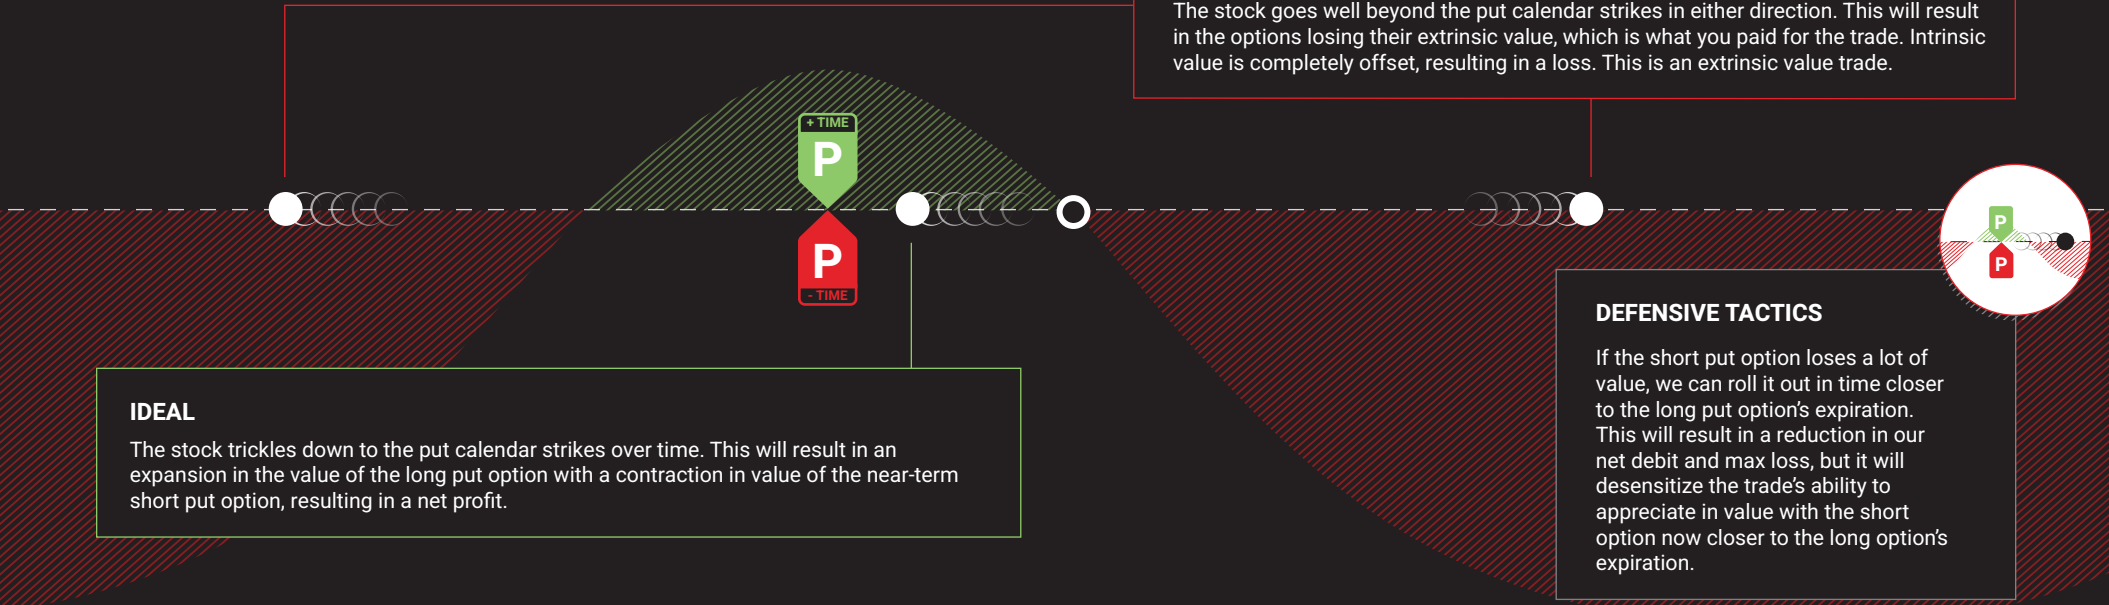 The stock goes well beyond the put calendar strikes in either direction. This will result
in the options losing their extrinsic value, which is what you paid for the trade. Intrinsic
value is completely offset, resulting in a loss. This is an extrinsic value trade.
+ TIME
P
P
- TIME
P
P
IDEAL
The stock trickles down to the put calendar strikes over time. This will result in an
expansion in the value of the long put option with a contraction in value of the near-term
short put option, resulting in a net profit.
DEFENSIVE TACTICS
If the short put option loses a lot of
value, we can roll it out in time closer
to the long put option’s expiration.
This will result in a reduction in our
net debit and max loss, but it will
desensitize the trade’s ability to
appreciate in value with the short
option now closer to the long option’s
expiration.